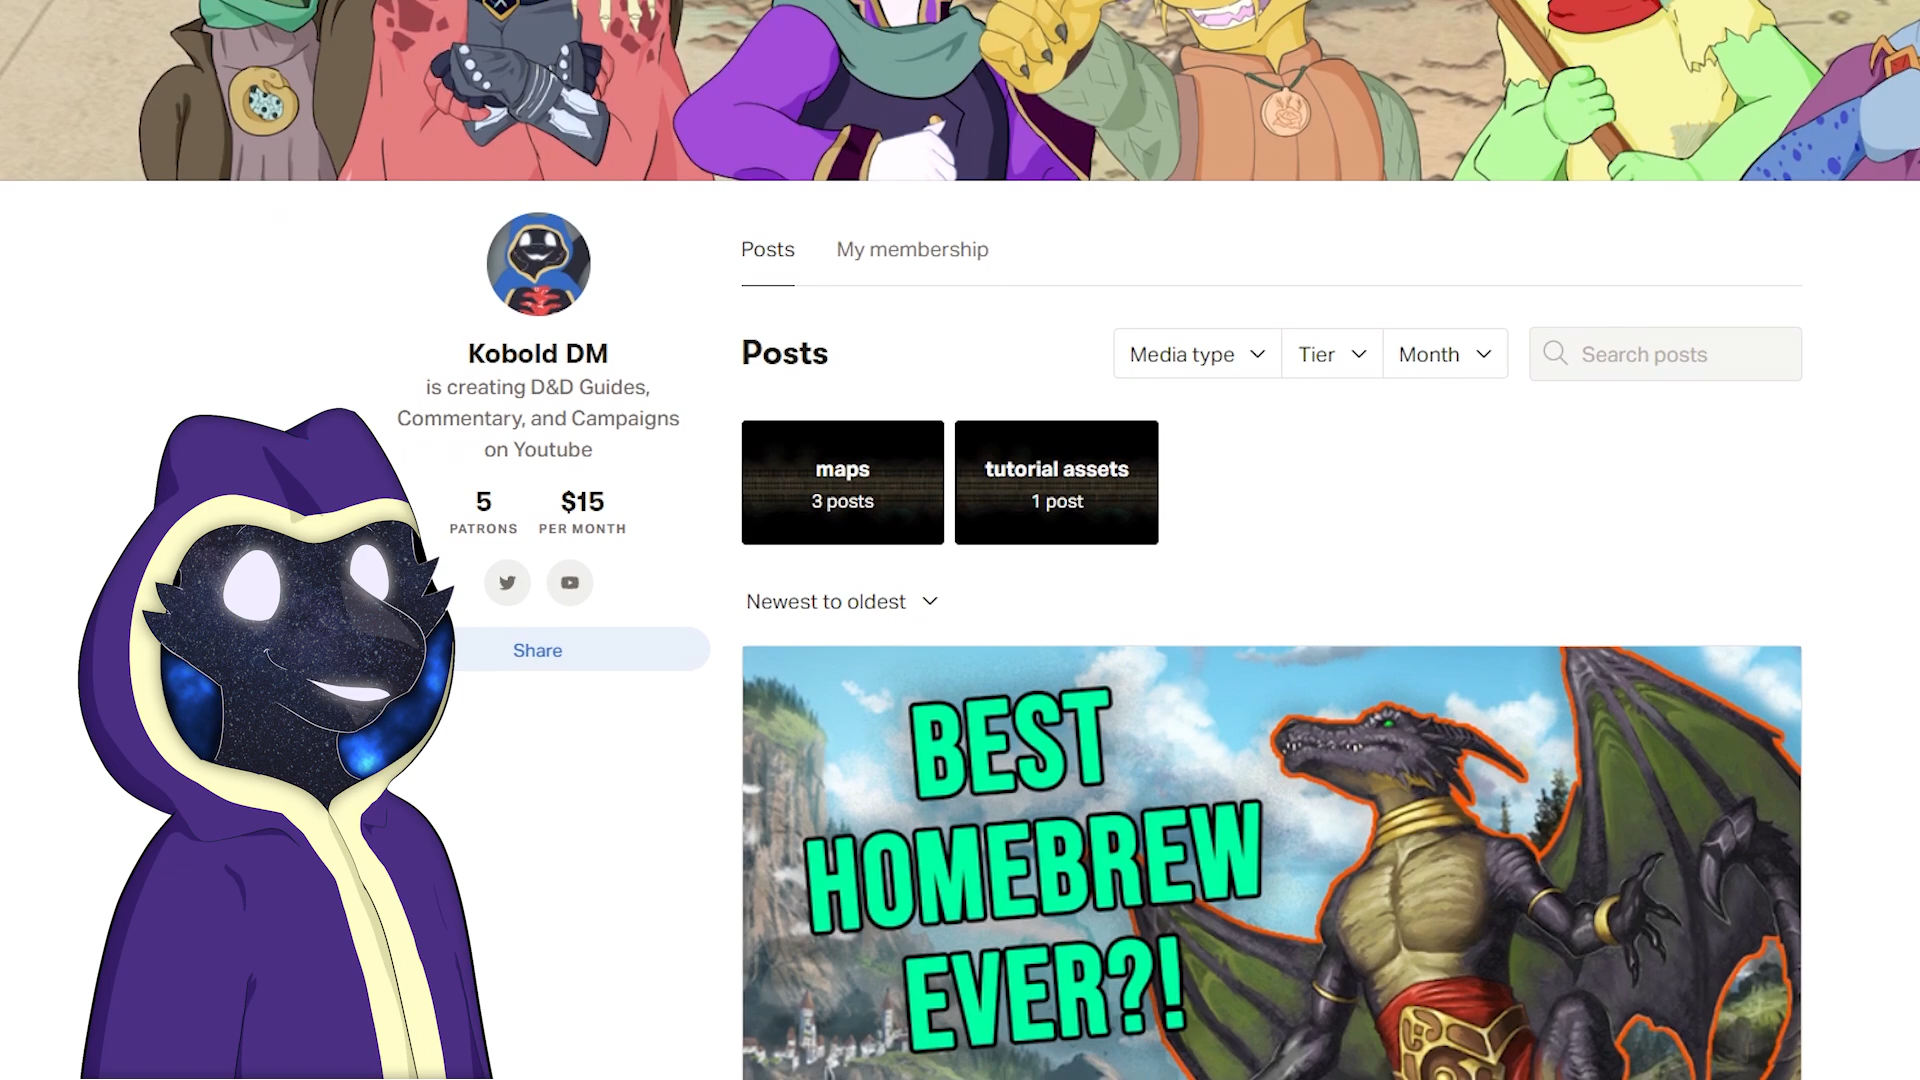 Posts
My membership
Kobold DM
is creating D&D Guides,
Commentary, and Campaigns
on Youtube
5
PATRONS
$15
PER MONTH
Share
Posts
Media type
Tier
Month
Search posts
maps
3 posts
tutorial assets
1 post
Newest to oldest
BEST
HOMEBREW
EVER?!